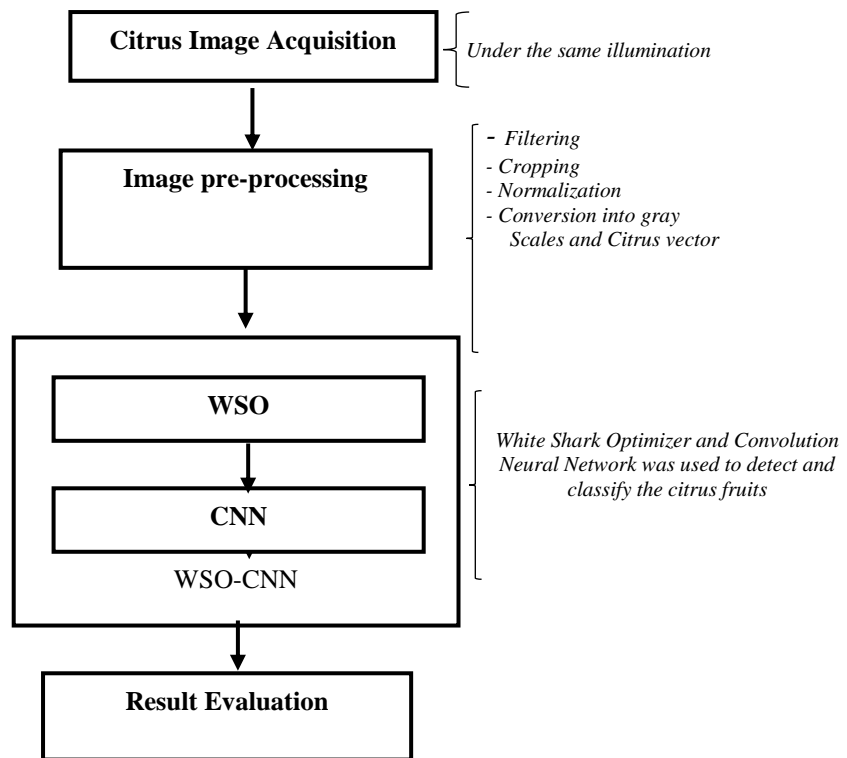 Citrus Image Acquisition
Under the same illumination
Image pre-processing
- Filtering
- Cropping
- Normalization
- Conversion into gray
Scales and Citrus vector
WSO
CNN
WSO-CNN
White Shark Optimizer and Convolution
Neural Network was used to detect and
classify the citrus fruits
Result Evaluation